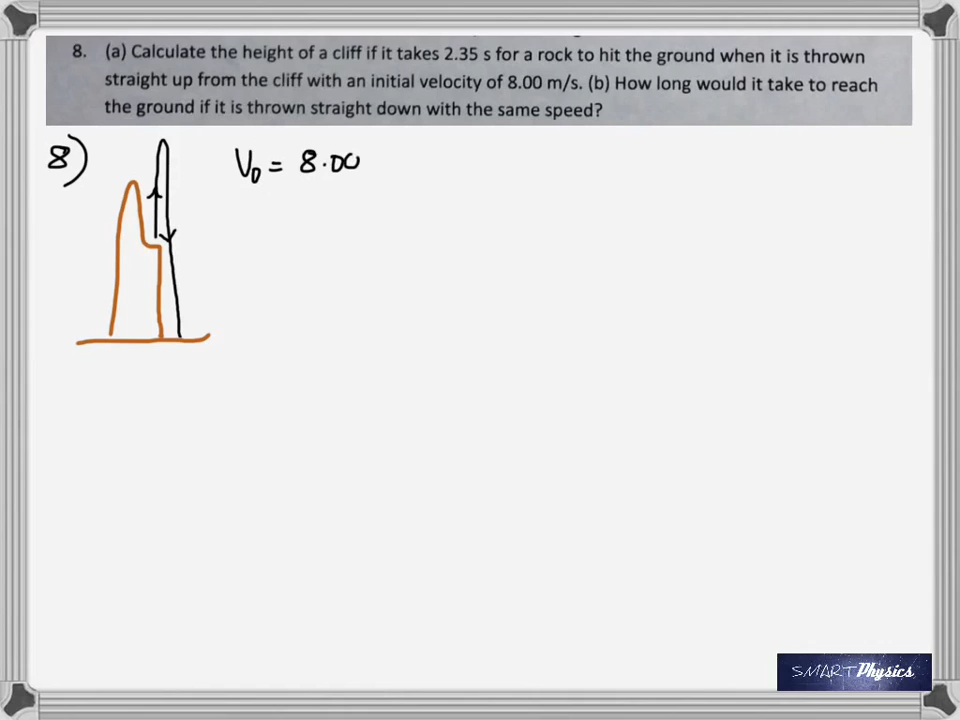 8. (a) Calculate the height of a cliff if it takes 2.35 s for a rock to hit the ground when it is thrown
straight up from the cliff with an initial velocity of 8.00 m/s. (b) How long would it take to reach
the ground if it is thrown straight down with the same speed?
8) V₀ = 8.00
SMART Physics